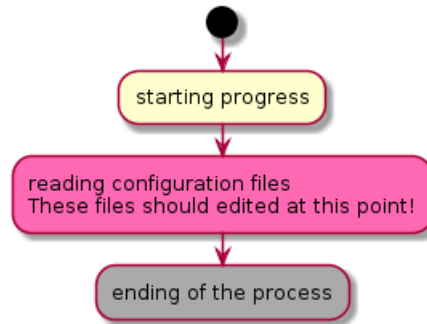 starting progress
reading configuration files
These files should edited at this point!
ending of the process